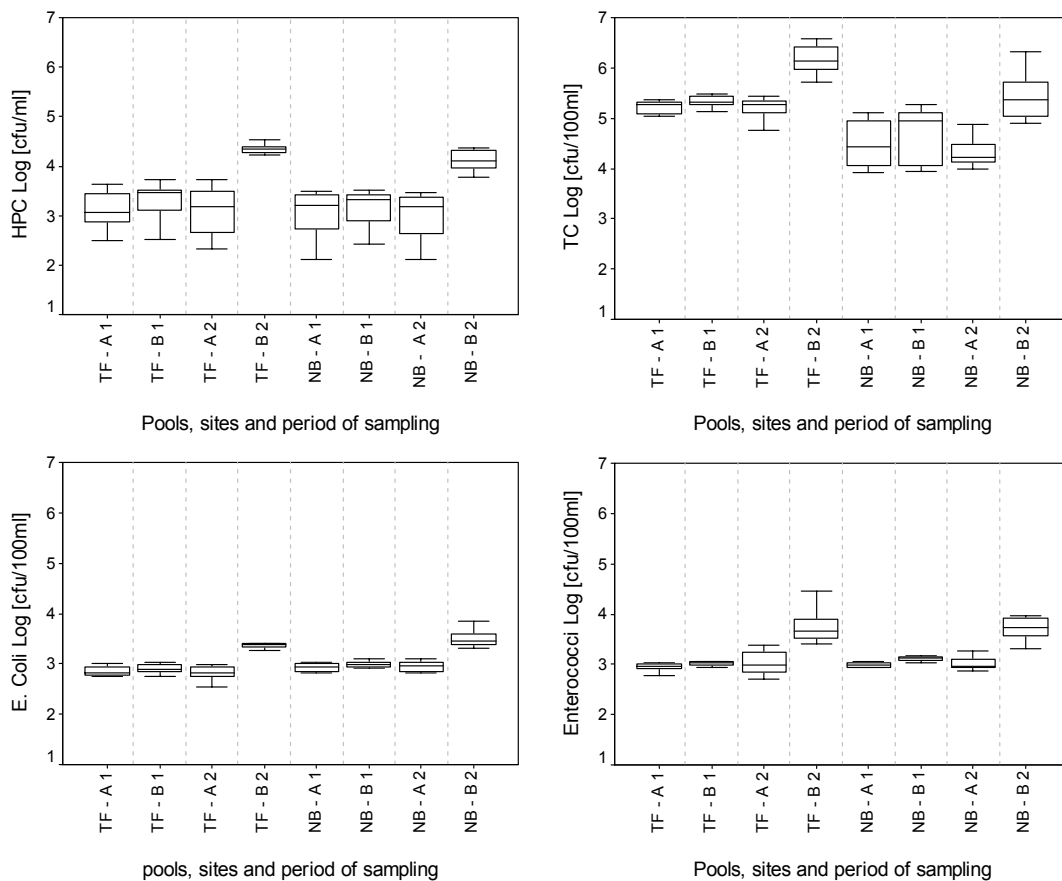 HPC Log [cfu/ml]
7
6
5
4
3
2
1
TF - A 1
TF - B 1
TF - A 2
TF - B 2
NB - A 1
NB - B 1
NB - A 2
NB - B 2
Pools, sites and period of sampling
TC Log [cfu/100ml]
7
6
5
4
3
2
1
TF - A 1
TF - B 1
TF - A 2
TF - B 2
NB - A 1
NB - B 1
NB - A 2
NB - B 2
Pools, sites and period of sampling
E. Coli Log [cfu/100ml]
7
6
5
4
3
2
1
TF - A 1
TF - B 1
TF - A 2
TF - B 2
NB - A 1
NB - B 1
NB - A 2
NB - B 2
pools, sites and period of sampling
Enterococci Log [cfu/100ml]
7
6
5
4
3
2
1
TF - A 1
TF - B 1
TF - A 2
TF - B 2
NB - A 1
NB - B 1
NB - A 2
NB - B 2
Pools, sites and period of sampling